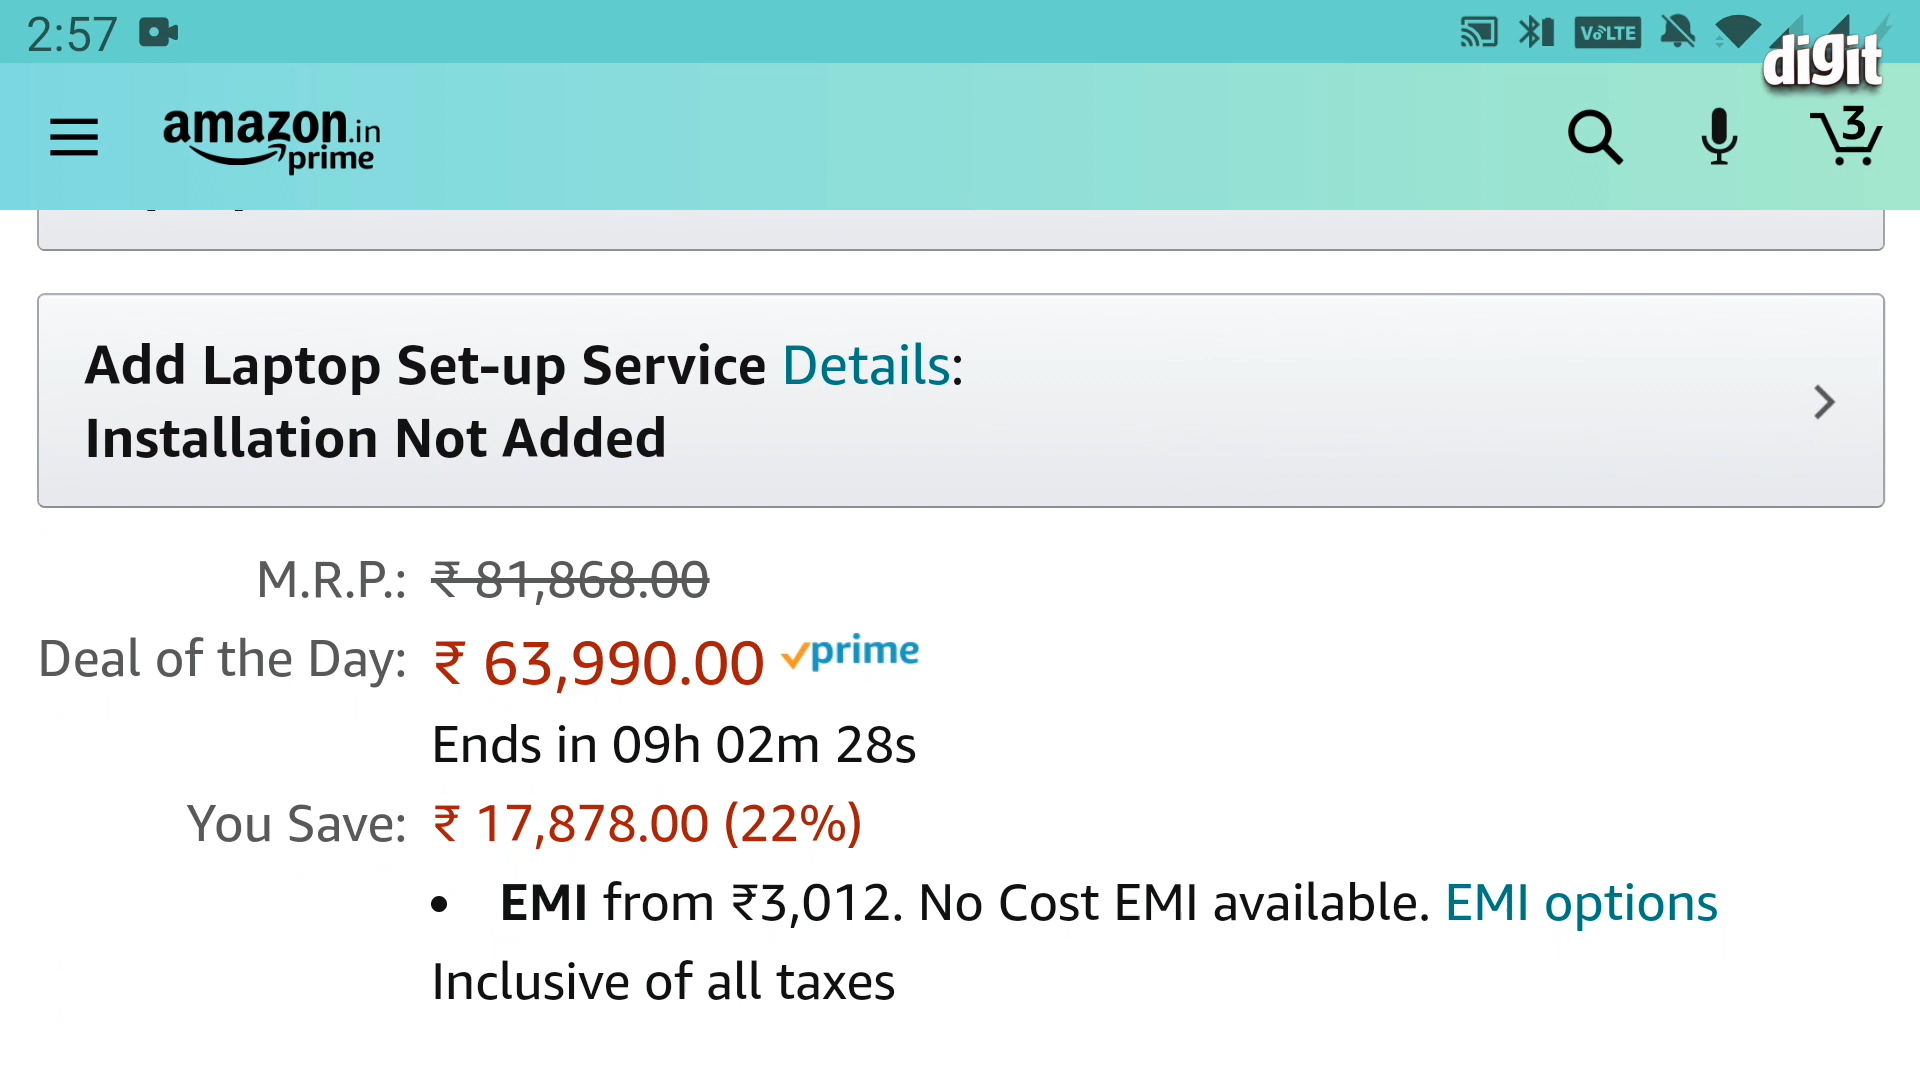 2:57
VoLTE
digit
amazon.in
prime
3
Add Laptop Set-up Service Details:
Installation Not Added
M.R.P.: ₹ 81,868.00
Deal of the Day: ₹ 63,990.00 prime
Ends in 09h 02m 28s
You Save: ₹ 17,878.00 (22%)
• EMI from ₹3,012. No Cost EMI available. EMI options
Inclusive of all taxes